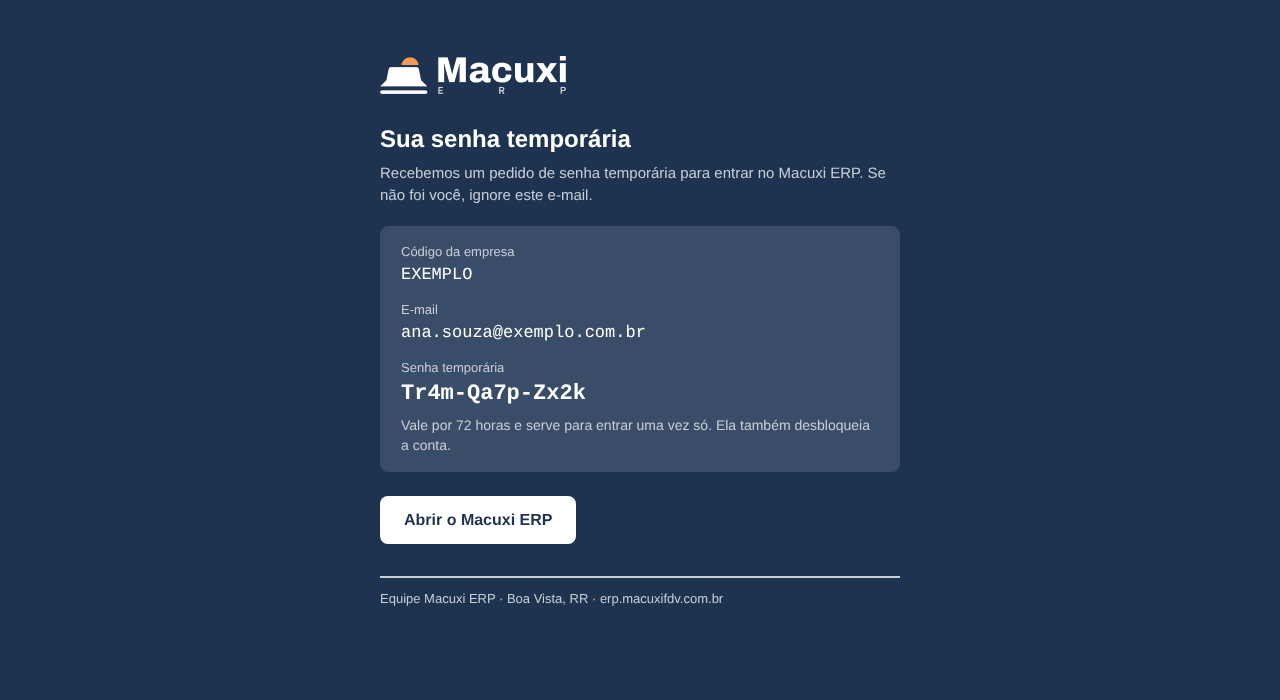 Macuxi
E R P
Sua senha temporária
Recebemos um pedido de senha temporária para entrar no Macuxi ERP. Se
não foi você, ignore este e-mail.
Código da empresa
EXEMPLO
E-mail
ana.souza@exemplo.com.br
Senha temporária
Tr4m-Qa7p-Zx2k
Vale por 72 horas e serve para entrar uma vez só. Ela também desbloqueia
a conta.
Abrir o Macuxi ERP
Equipe Macuxi ERP · Boa Vista, RR · erp.macuxifdv.com.br